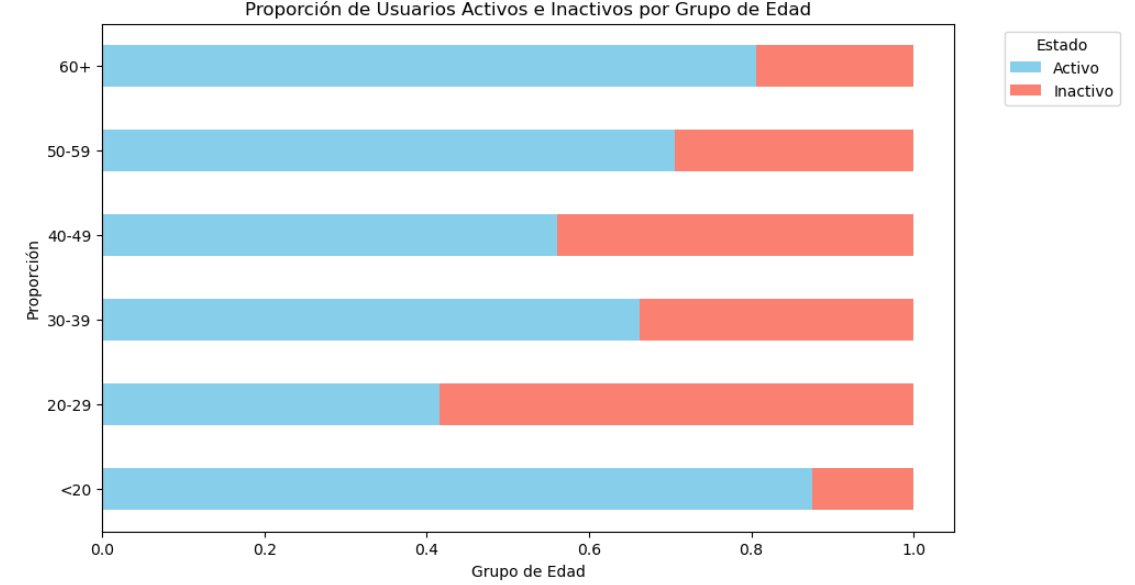 Proporción de Usuarios Activos e Inactivos por Grupo de Edad
Estado
Activo
Inactivo
Proporción
60+
50-59
40-49
30-39
20-29
<20
0.0 0.2 0.4 0.6 0.8 1.0
Grupo de Edad